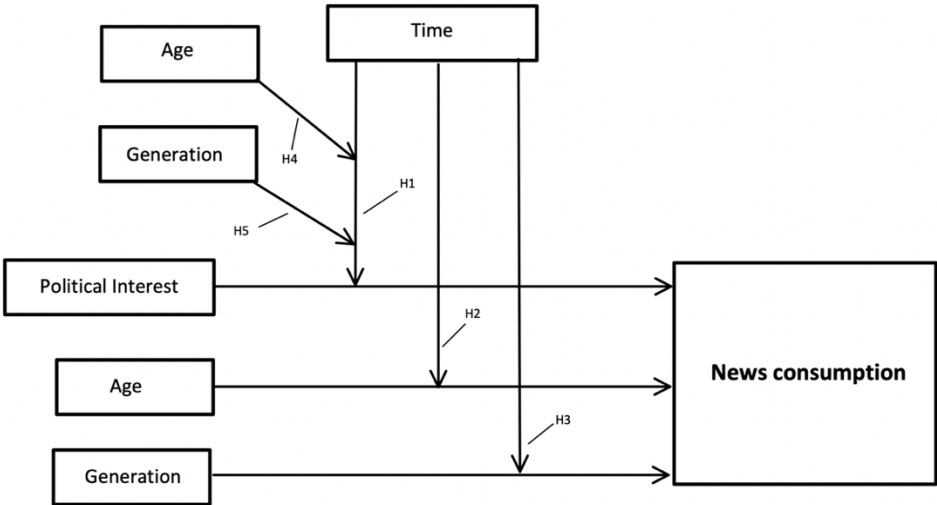 Time
Age
Generation
H4
H1
H5
Political Interest
H2
Age
News consumption
H3
Generation